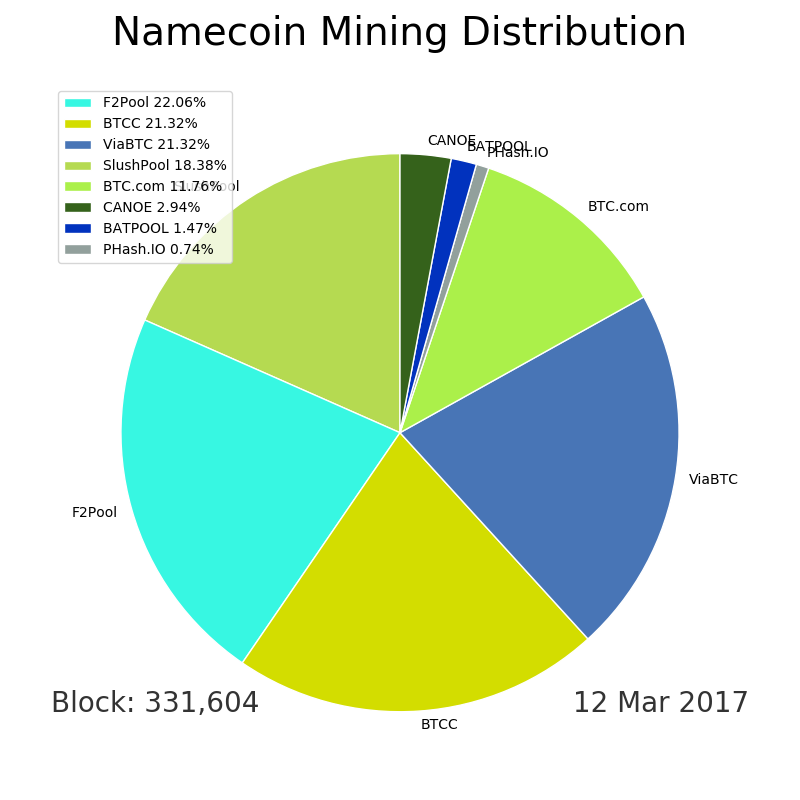 Namecoin Mining Distribution
F2Pool 22.06%
BTCC 21.32%
ViaBTC 21.32%
SlushPool 18.38%
BTC.com 11.76%
CANOE 2.94%
BATPOOL 1.47%
PHash.IO 0.74%
CANOE
BATPOOL
PHash.IO
SlushPool
BTC.com
ViaBTC
F2Pool
BTCC
Block: 331,604
12 Mar 2017